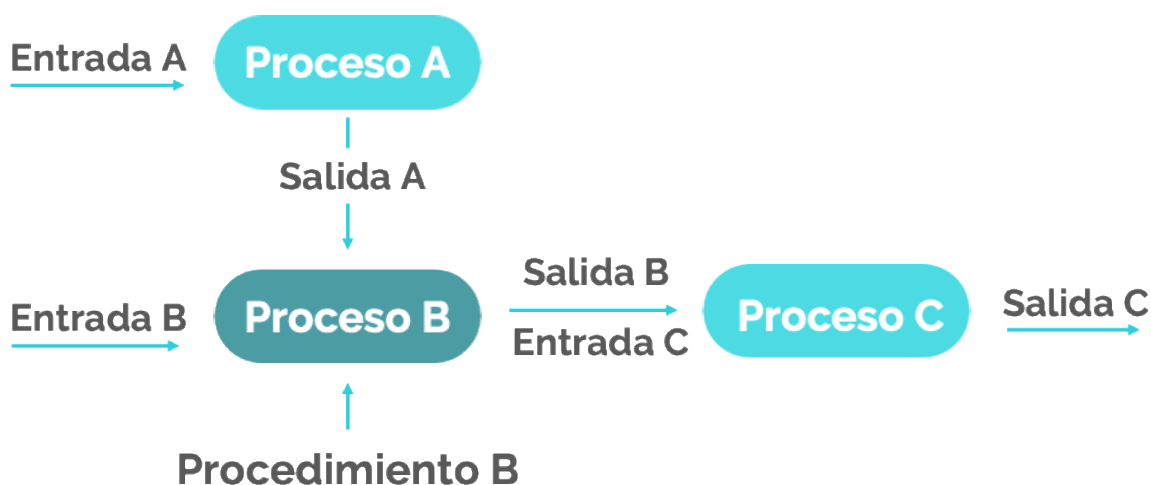 Entrada A
Proceso A
Salida A
Entrada B
Proceso B
Salida B
Entrada C
Proceso C
Salida C
Procedimiento B